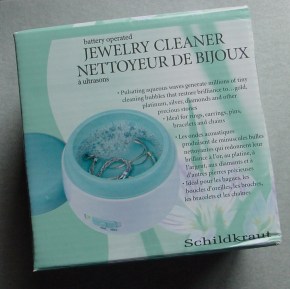 battery operated
JEWELRY CLEANER
NETTOYEUR DE BIJOUX
à ultrasons
• Pulsating aqueous waves generate millions of tiny
cleaning bubbles that restore brilliance to... gold,
platinum, silver, diamonds and other
precious stones
• Ideal for rings, earrings, pins,
bracelets and chains
• Les ondes acoustiques
produisent de masses des bulles
nettoyantes qui redonnent leur
brillance à l'or, au platine, à
l'argent, aux diamants et à
d'autres pierres précieuses
• Idéal pour les bagues, les
boucles d'oreilles, les broches,
les bracelets et les chaînes
Schildkraut